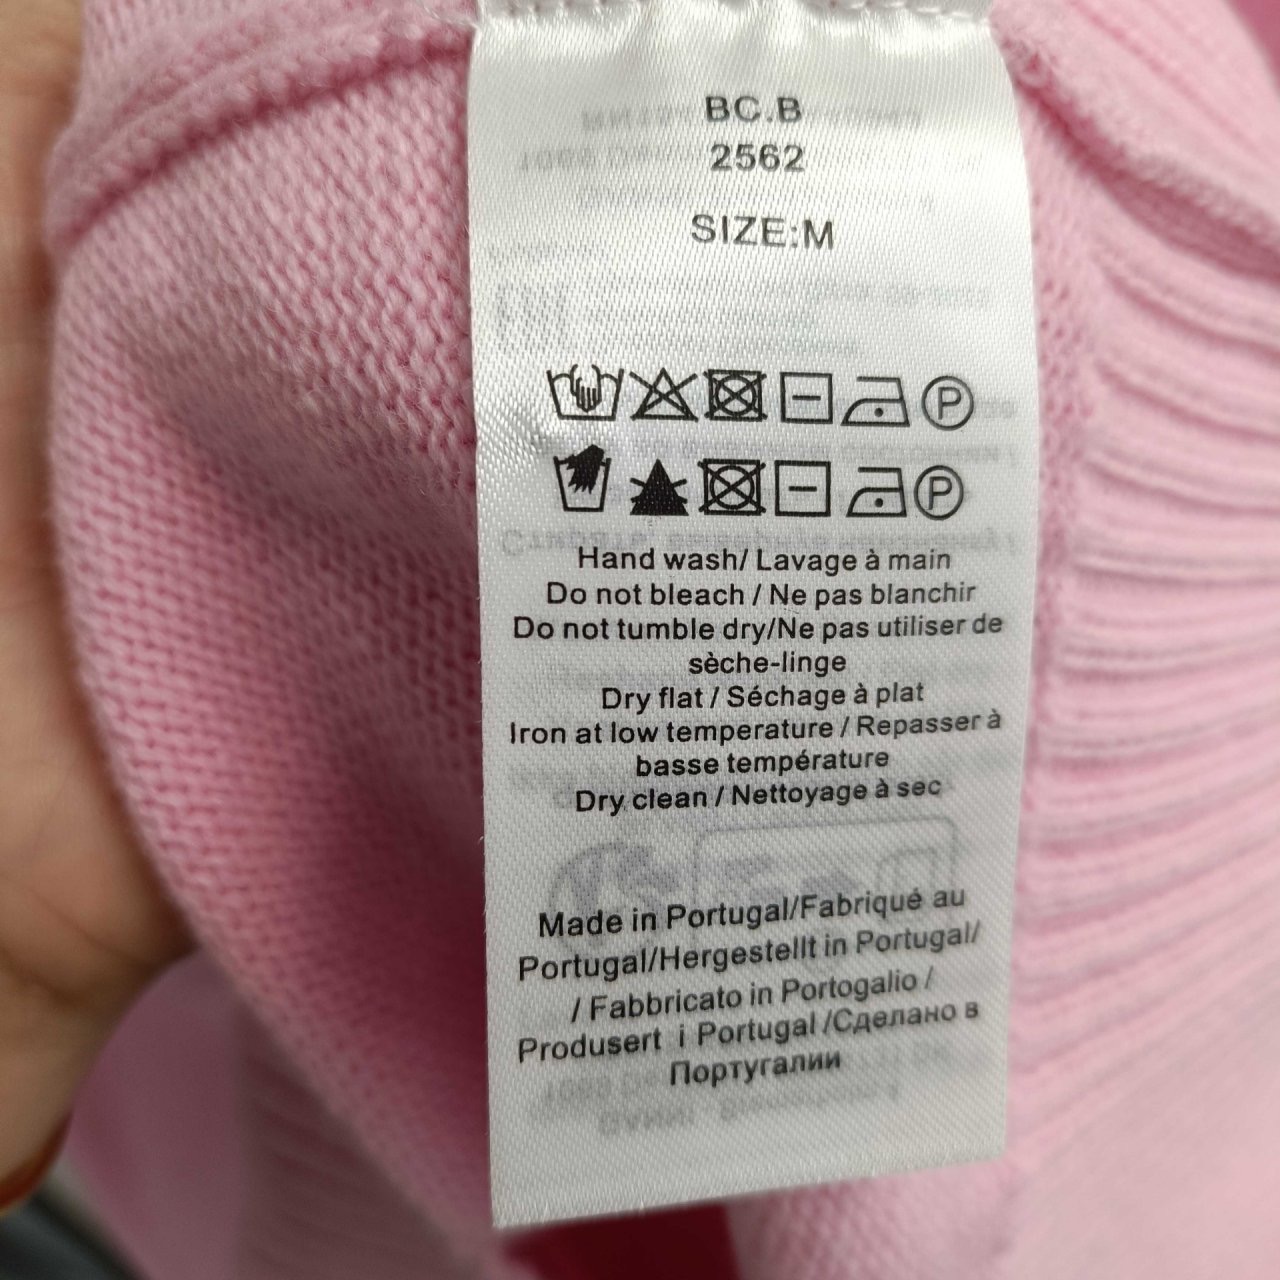 BC.B
2562
SIZE:M
P
P
Hand wash/ Lavage à main
Do not bleach / Ne pas blanchir
Do not tumble dry/Ne pas utiliser de
sèche-linge
Dry flat / Séchage à plat
Iron at low temperature / Repasser à
basse température
Dry clean / Nettoyage à sec
Made in Portugal/Fabriqué au
Portugal/Hergestellt in Portugal/
/ Fabbricato in Portogalio /
Produsert i Portugal /Сделано в
Португалии